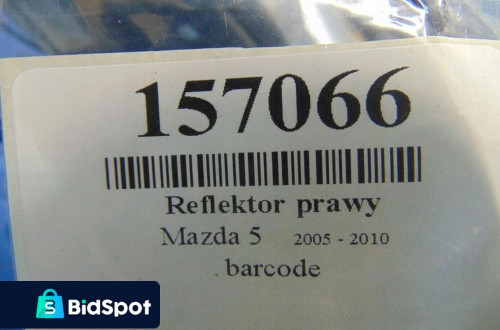 157066
Reflektor prawy
Mazda 5 2005 - 2010
. barcode
S BidSpot